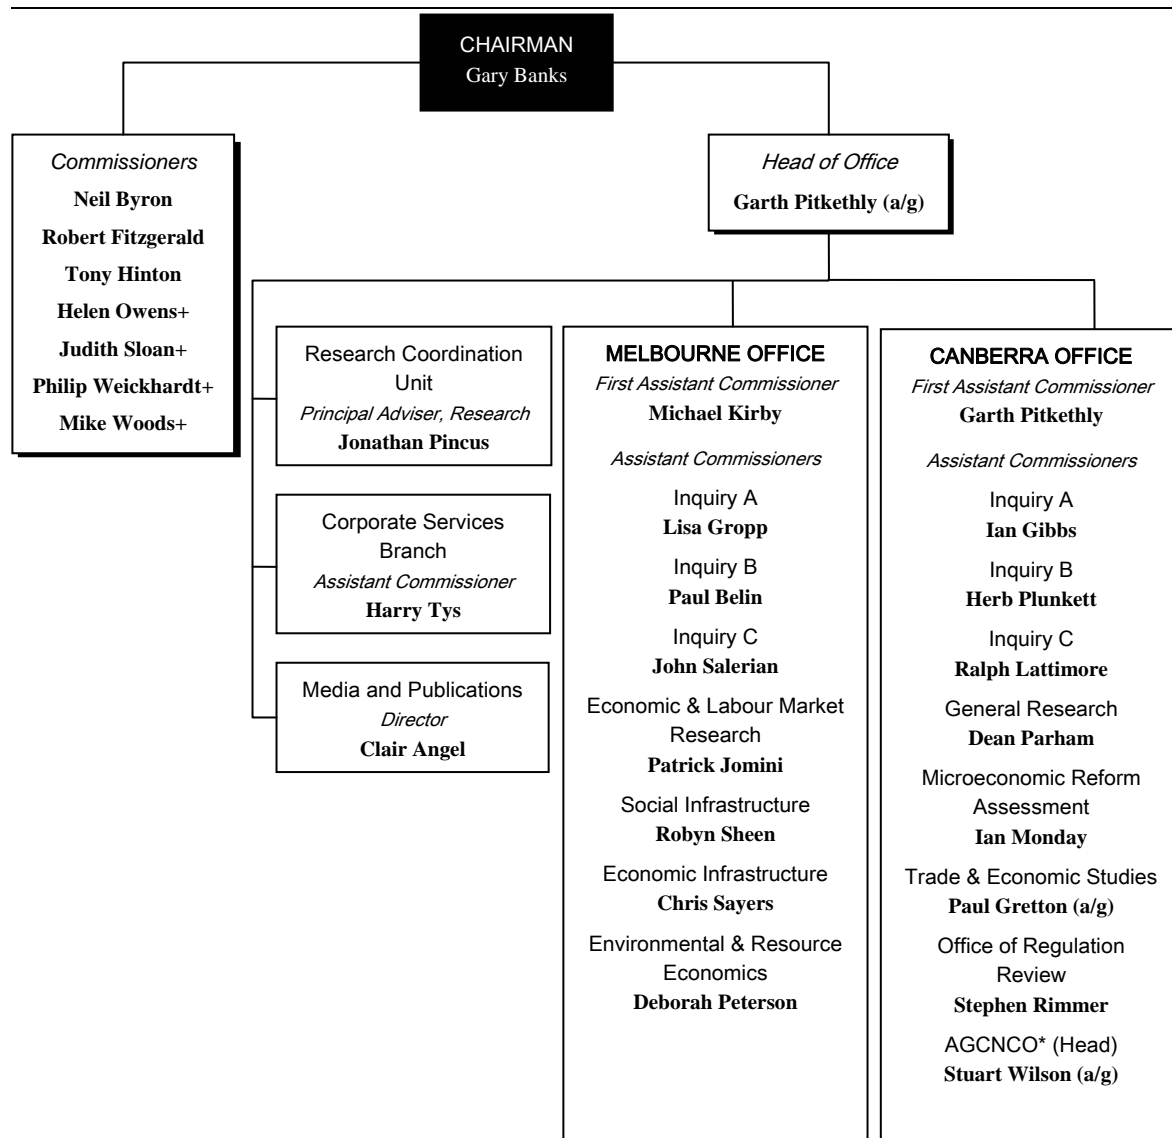 CHAIRMAN
Gary Banks
Commissioners
Neil Byron
Robert Fitzgerald
Tony Hinton
Helen Owens+
Judith Sloan+
Philip Weickhardt+
Mike Woods+
Head of Office
Garth Pitkethly (a/g)
Research Coordination
Unit
Principal Adviser, Research
Jonathan Pincus
Corporate Services
Branch
Assistant Commissioner
Harry Tys
Media and Publications
Director
Clair Angel
MELBOURNE OFFICE
First Assistant Commissioner
Michael Kirby
Assistant Commissioners
Inquiry A
Lisa Gropp
Inquiry B
Paul Belin
Inquiry C
John Salerian
Economic & Labour Market
Research
Patrick Jomini
Social Infrastructure
Robyn Sheen
Economic Infrastructure
Chris Sayers
Environmental & Resource
Economics
Deborah Peterson
CANBERRA OFFICE
First Assistant Commissioner
Garth Pitkethly
Assistant Commissioners
Inquiry A
Ian Gibbs
Inquiry B
Herb Plunkett
Inquiry C
Ralph Lattimore
General Research
Dean Parham
Microeconomic Reform
Assessment
Ian Monday
Trade & Economic Studies
Paul Gretton (a/g)
Office of Regulation
Review
Stephen Rimmer
AGCNCO* (Head)
Stuart Wilson (a/g)